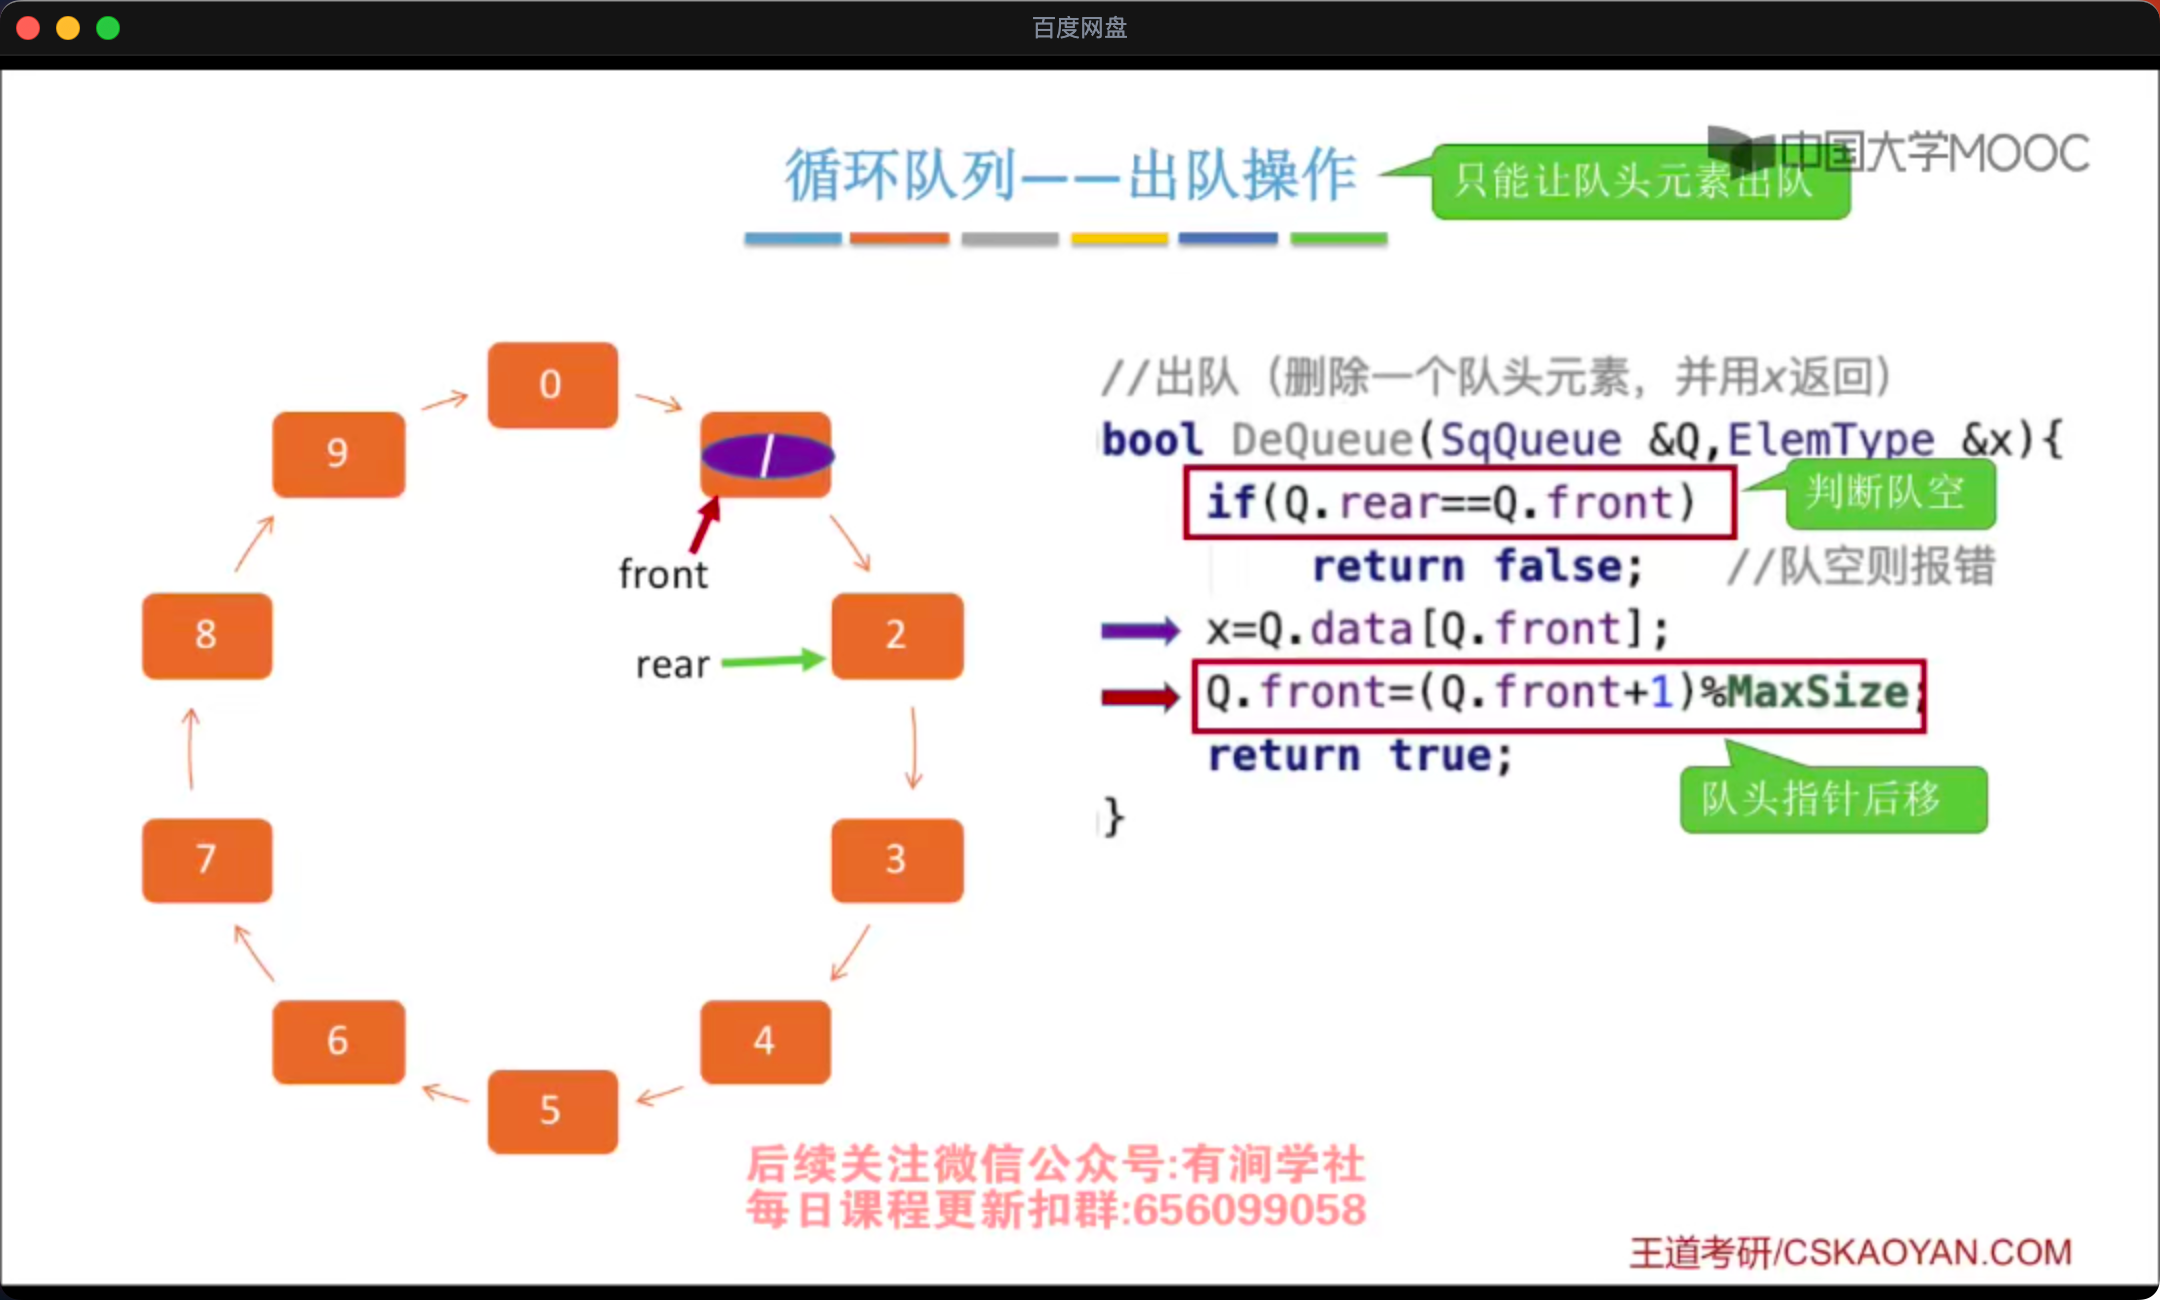 百度网盘
中国大学MOOC
循环队列——出队操作
只能让队头元素出队
0
9
front
rear
2
8
3
7
4
6
5
//出队（删除一个队头元素，并用x返回）
bool DeQueue(SqQueue &Q,ElemType &x){
if(Q.rear==Q.front)
判断队空
return false; //队空则报错
x=Q.data[Q.front];
Q.front=(Q.front+1)%MaxSize;
return true;
队头指针后移
}
后续关注微信公众号:有涧学社
每日课程更新扣群:656099058
王道考研/CSKAOYAN.COM